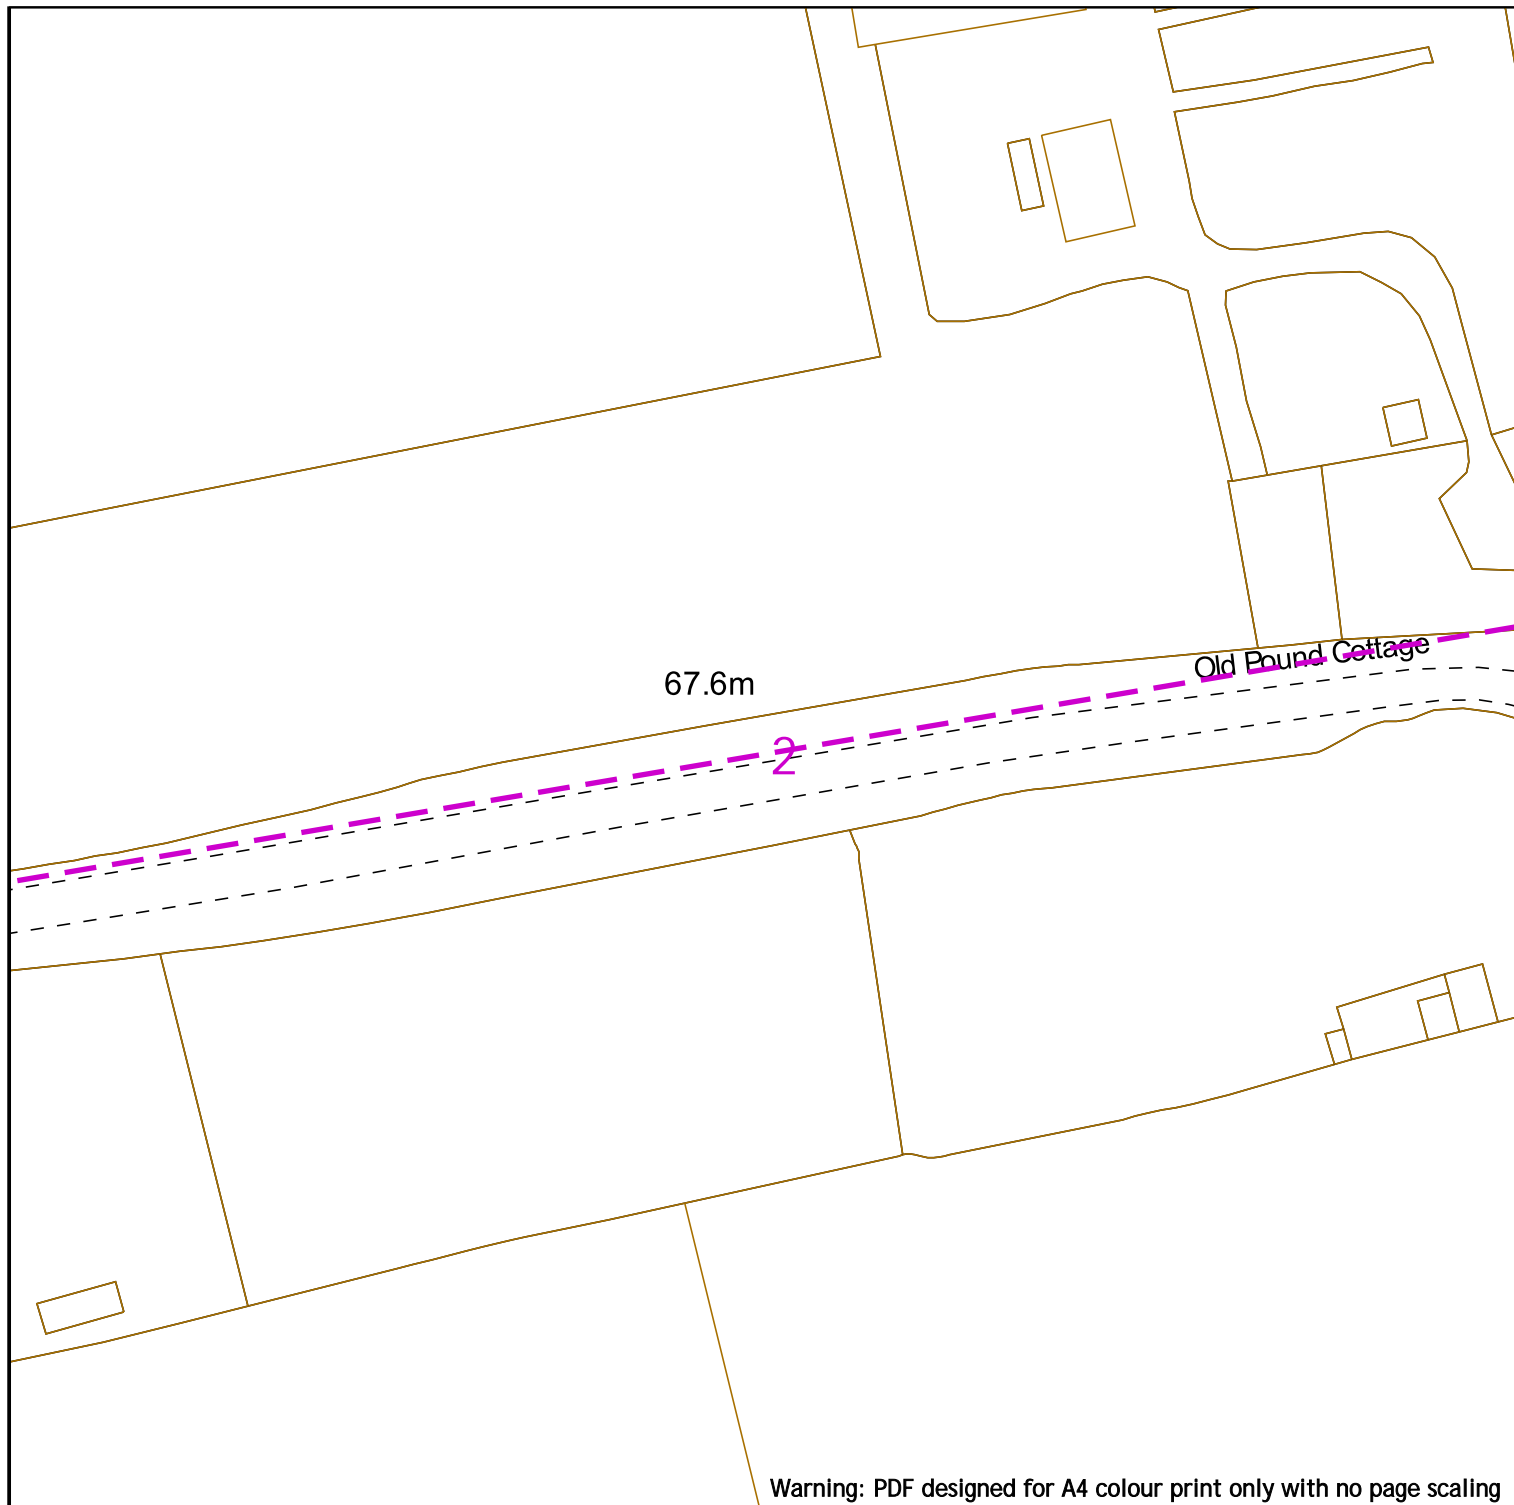 Old Pound Cottage
67.6m
2
Warning: PDF designed for A4 colour print only with no page scaling